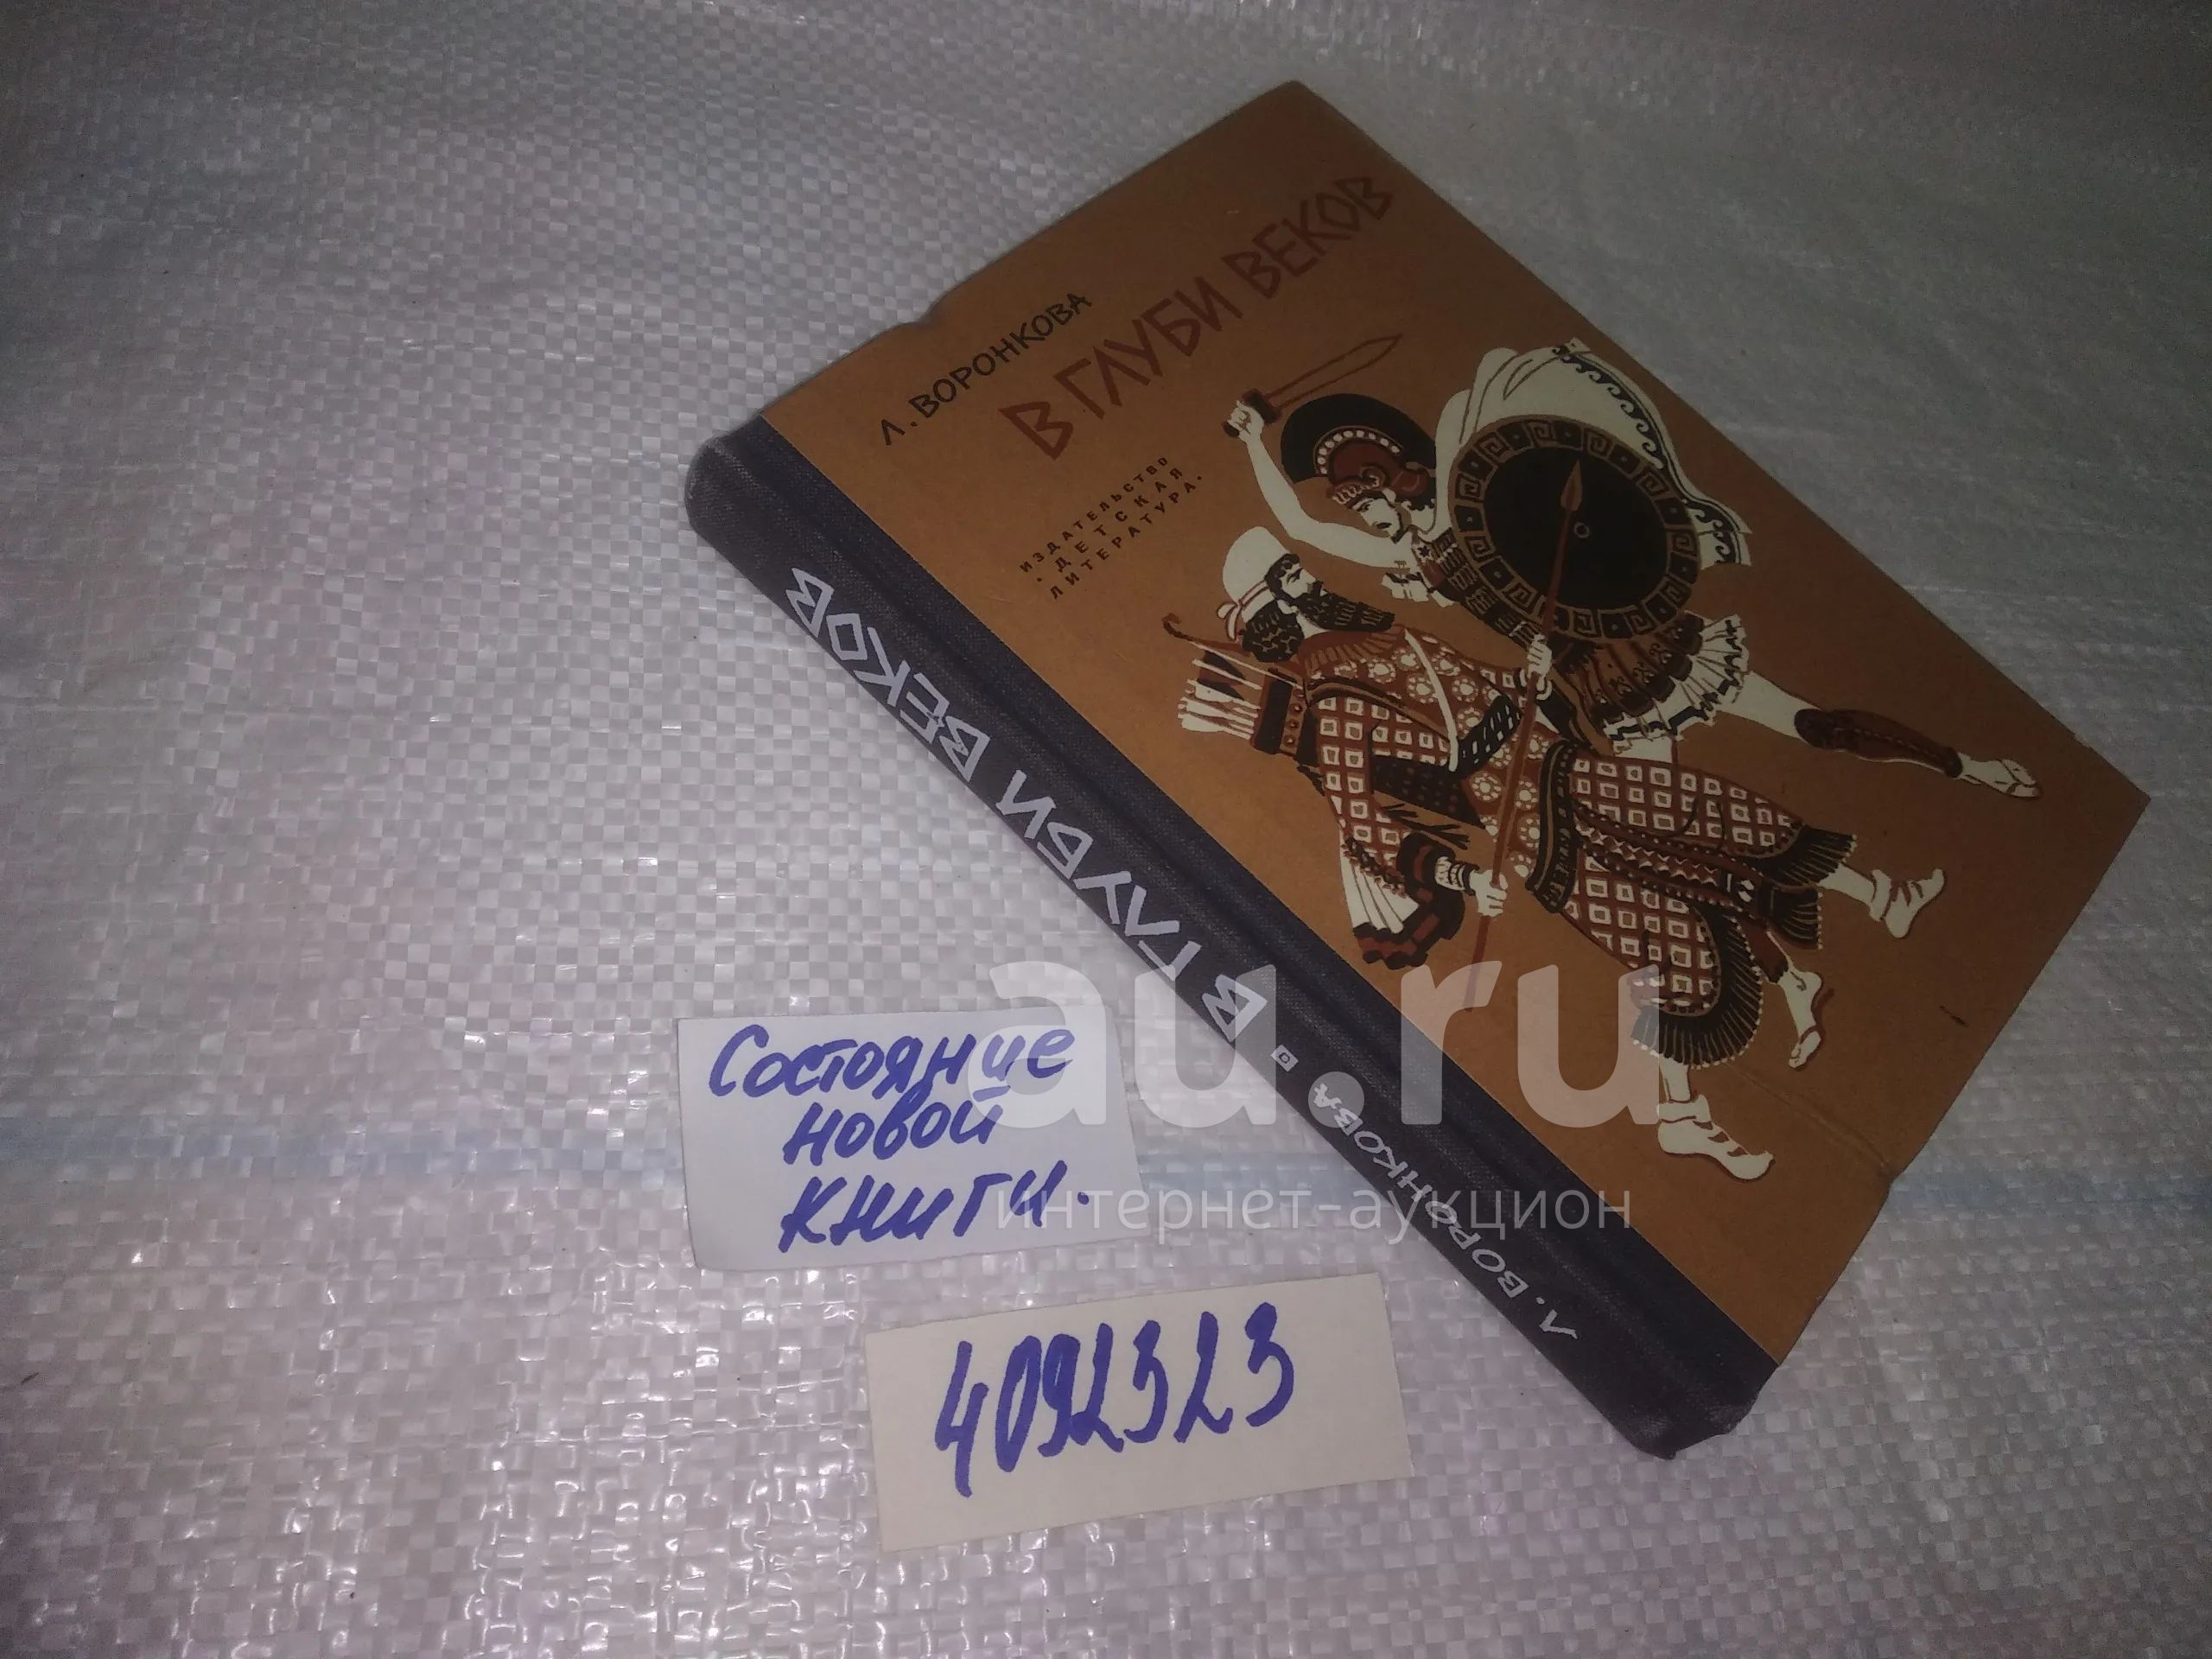 Л. ВОРОНКОВА
В ГЛУБИ ВЕКОВ
ИЗДАТЕЛЬСТВО
·ДЕТСКАЯ
ЛИТЕРАТУРА·
Л. ВОРОНКОВА ▫ В ГЛУБИ ВЕКОВ
Состояние
новой
книги.
4092323
au.ru
интернет-аукцион